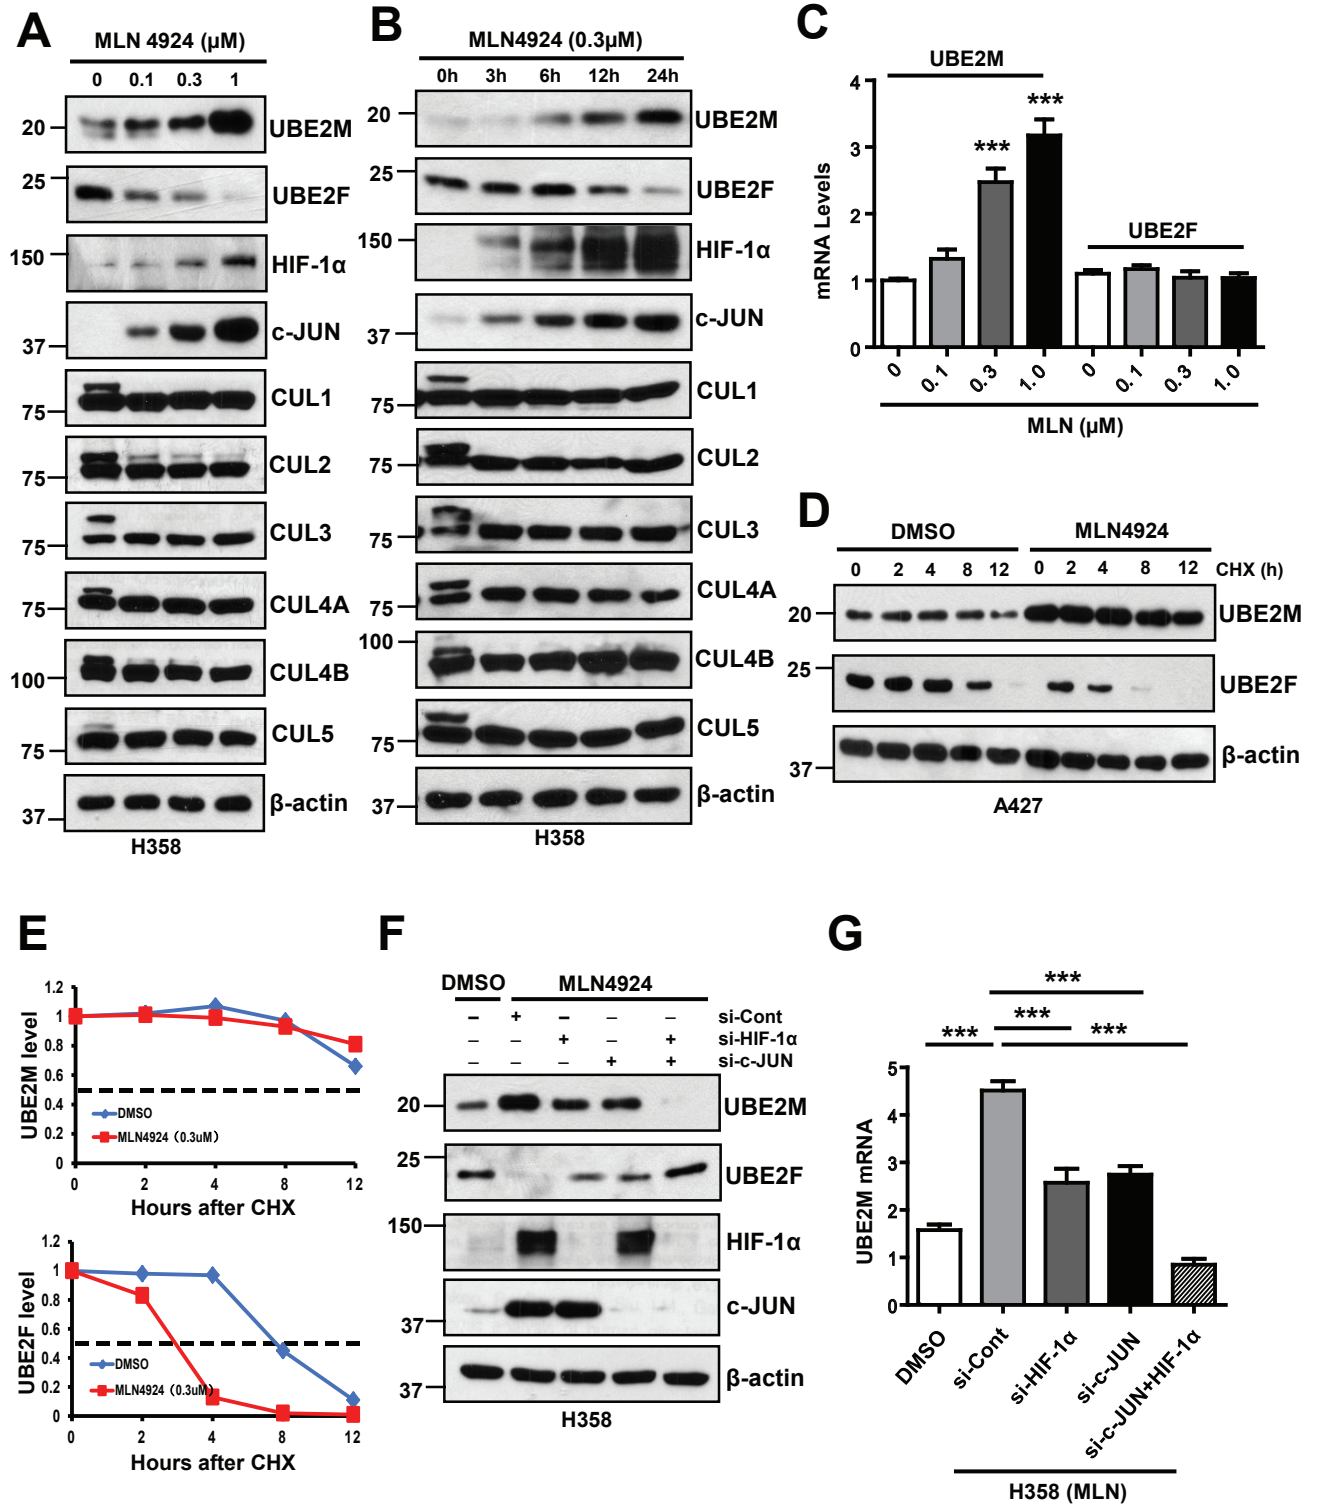 A
MLN 4924 (µM)
0 0.1 0.3 1
20 UBE2M
25 UBE2F
150 HIF-1α
37 c-JUN
75 CUL1
75 CUL2
75 CUL3
75 CUL4A
100 CUL4B
75 CUL5
37 β-actin
H358
B
MLN4924 (0.3µM)
0h 3h 6h 12h 24h
20 UBE2M
25 UBE2F
150 HIF-1α
37 c-JUN
75 CUL1
75 CUL2
75 CUL3
75 CUL4A
100 CUL4B
75 CUL5
37 β-actin
H358
C
UBE2M
*** ***
UBE2F
mRNA Levels
4
3
2
1
0
0 0.1 0.3 1.0 0 0.1 0.3 1.0
MLN (µM)
D
DMSO MLN4924
0 2 4 8 12 0 2 4 8 12 CHX (h)
20 UBE2M
25 UBE2F
37 β-actin
A427
E
UBE2M level
1.2
1
0.8
0.6
0.4
0.2
0
DMSO
MLN4924（0.3uM）
0 2 4 8 12
Hours after CHX
UBE2F level
1.2
1
0.8
0.6
0.4
0.2
0
DMSO
MLN4924（0.3uM）
0 2 4 8 12
Hours after CHX
F
DMSO MLN4924
– + – – – si-Cont
– – + – + si-HIF-1α
– – – + + si-c-JUN
20 UBE2M
25 UBE2F
150 HIF-1α
37 c-JUN
37 β-actin
H358
G
***
***
*** ***
UBE2M mRNA
5
4
3
2
1
0
DMSO si-Cont si-HIF-1α si-c-JUN si-c-JUN+HIF-1α
H358 (MLN)